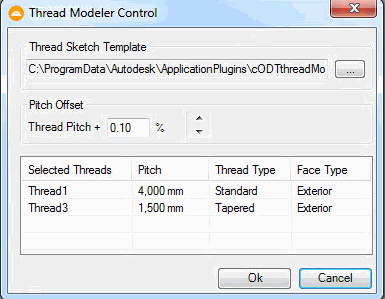 Thread Modeler Control
Thread Sketch Template
C:\ProgramData\Autodesk\ApplicationPlugins\cODTthreadMo
...
Pitch Offset
Thread Pitch + 0.10 %
Selected Threads Pitch Thread Type Face Type
Thread1 4,000 mm Standard Exterior
Thread3 1,500 mm Tapered Exterior
Ok Cancel